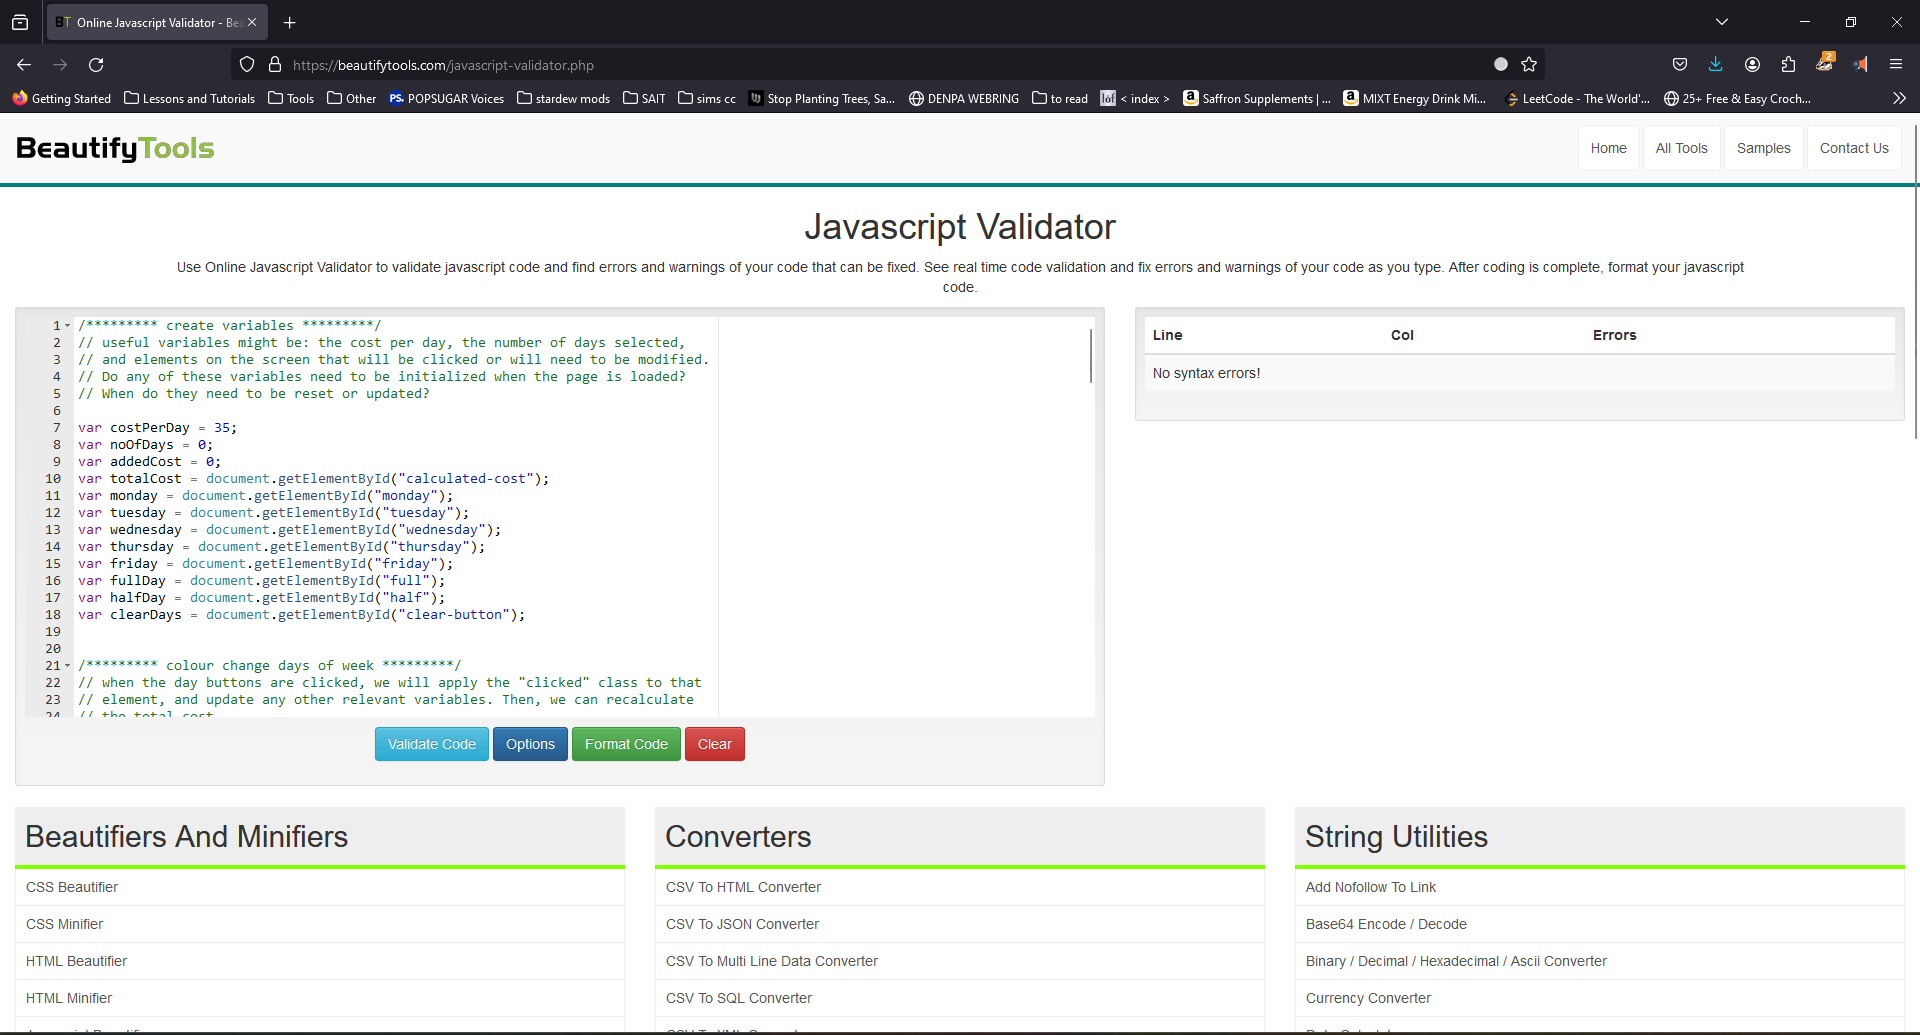 Online Javascript Validator - Bea
https://beautifytools.com/javascript-validator.php
2
Getting Started Lessons and Tutorials Tools Other PS. POPSUGAR Voices stardew mods SAIT sims cc Stop Planting Trees, Sa... DENPA WEBRING to read lof < index > Saffron Supplements | ... MIXT Energy Drink Mi... LeetCode - The World'... 25+ Free & Easy Croch...
BeautifyTools
Home All Tools Samples Contact Us
Javascript Validator
Use Online Javascript Validator to validate javascript code and find errors and warnings of your code that can be fixed. See real time code validation and fix errors and warnings of your code as you type. After coding is complete, format your javascript
code.
1 /********* create variables *********/
2 // useful variables might be: the cost per day, the number of days selected,
3 // and elements on the screen that will be clicked or will need to be modified.
4 // Do any of these variables need to be initialized when the page is loaded?
5 // When do they need to be reset or updated?
6
7 var costPerDay = 35;
8 var noOfDays = 0;
9 var addedCost = 0;
10 var totalCost = document.getElementById("calculated-cost");
11 var monday = document.getElementById("monday");
12 var tuesday = document.getElementById("tuesday");
13 var wednesday = document.getElementById("wednesday");
14 var thursday = document.getElementById("thursday");
15 var friday = document.getElementById("friday");
16 var fullDay = document.getElementById("full");
17 var halfDay = document.getElementById("half");
18 var clearDays = document.getElementById("clear-button");
19
20
21 /********* colour change days of week *********/
22 // when the day buttons are clicked, we will apply the "clicked" class to that
23 // element, and update any other relevant variables. Then, we can recalculate
24 // the total cost
Line Col Errors
No syntax errors!
Validate Code Options Format Code Clear
Beautifiers And Minifiers
CSS Beautifier
CSS Minifier
HTML Beautifier
HTML Minifier
Converters
CSV To HTML Converter
CSV To JSON Converter
CSV To Multi Line Data Converter
CSV To SQL Converter
String Utilities
Add Nofollow To Link
Base64 Encode / Decode
Binary / Decimal / Hexadecimal / Ascii Converter
Currency Converter